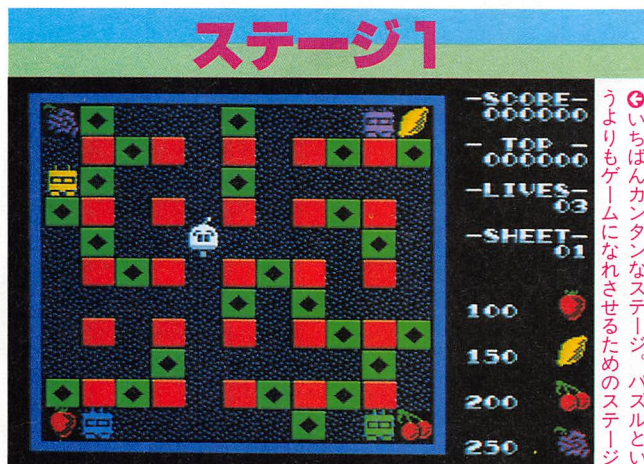 ステージ1
-SCORE-
000000
- TOP -
000000
-LIVES-
03
-SHEET-
01
100
150
200
250
いちばんカンタンなステージ。パズルとい
うよりもゲームになれさせるためのステージ